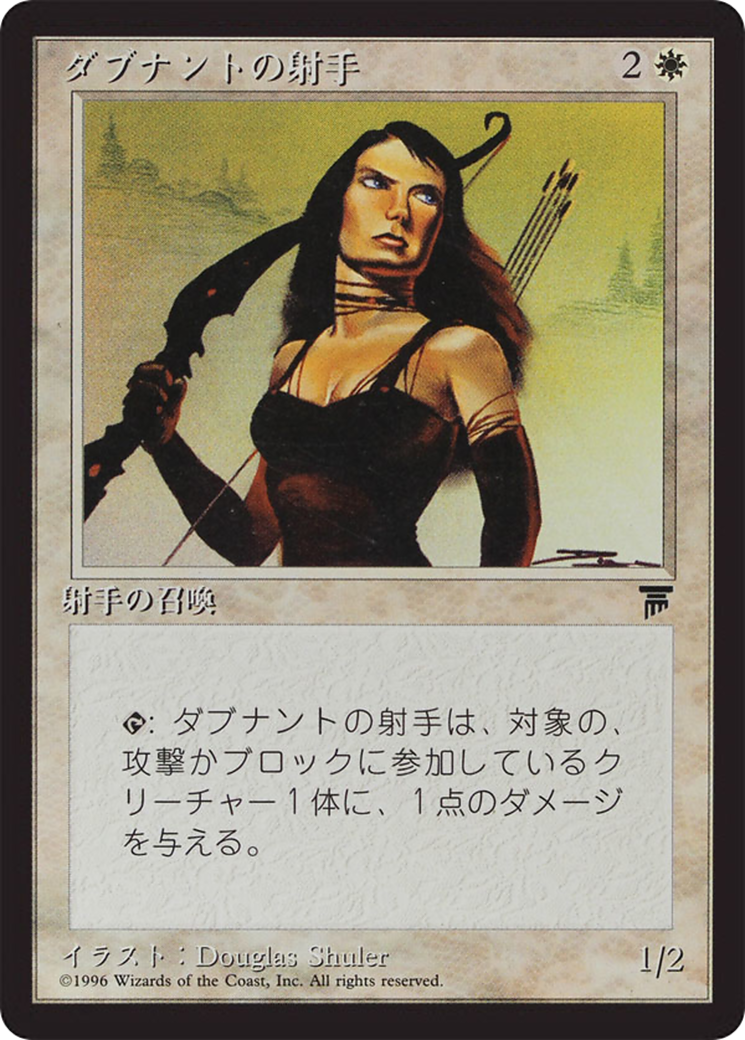 ダブナントの射手 2
射手の召喚
: ダブナントの射手は、対象の、
攻撃かブロックに参加しているク
リーチャー1体に、1点のダメージ
を与える。
イラスト：Douglas Shuler 1/2
©1996 Wizards of the Coast, Inc. All rights reserved.